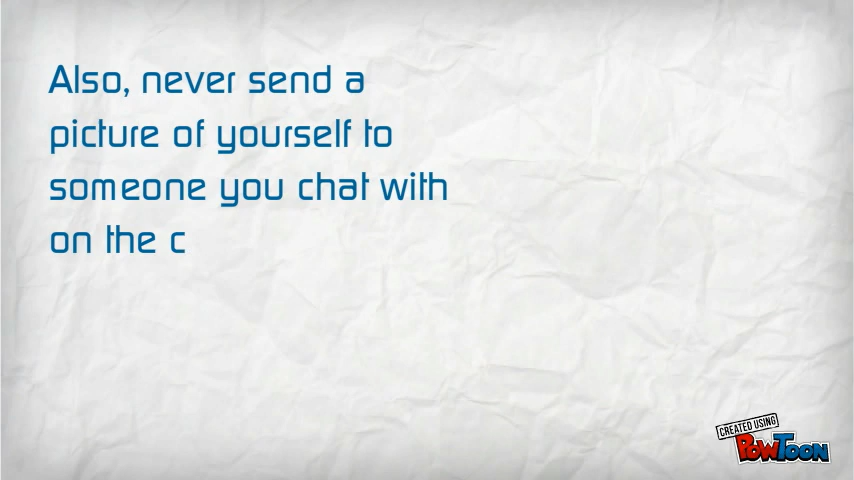 Also, never send a
picture of yourself to
someone you chat with
on the c
CREATED USING
PowToon